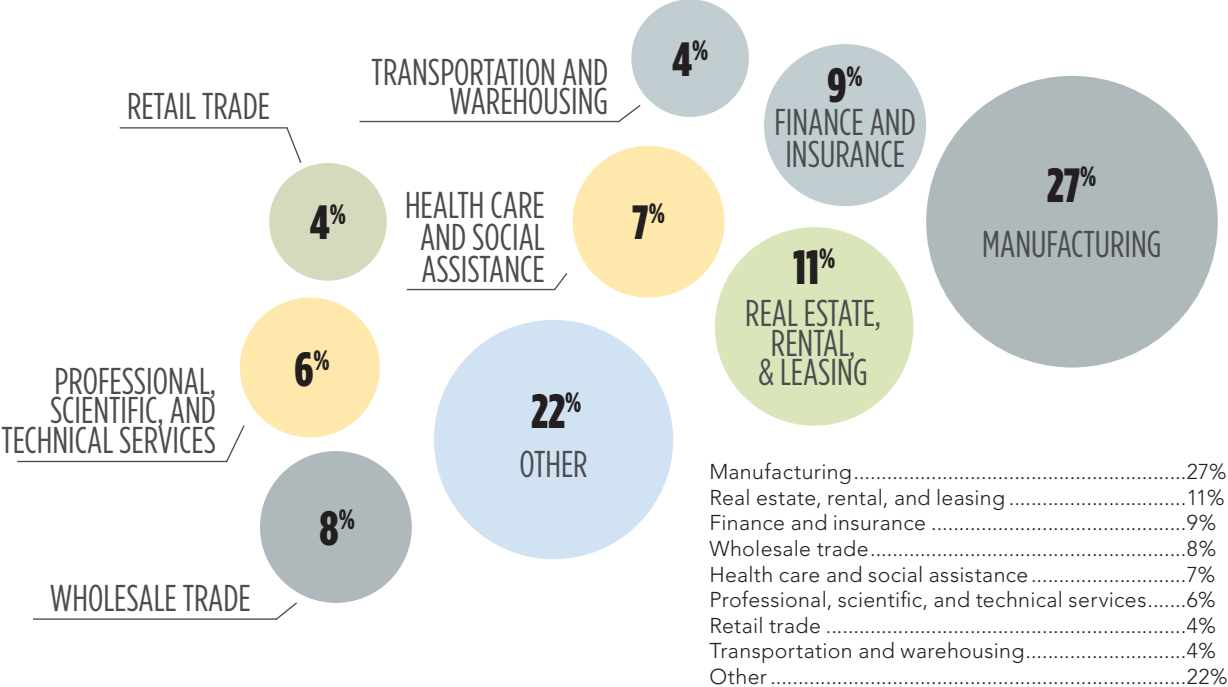 4%
TRANSPORTATION AND
WAREHOUSING
9%
FINANCE AND
INSURANCE
RETAIL TRADE
27%
MANUFACTURING
4%
HEALTH CARE
AND SOCIAL
ASSISTANCE
7%
11%
REAL ESTATE,
RENTAL,
& LEASING
6%
PROFESSIONAL,
SCIENTIFIC, AND
TECHNICAL SERVICES
22%
OTHER
8%
WHOLESALE TRADE
Manufacturing....................................................27%
Real estate, rental, and leasing ...........................11%
Finance and insurance .......................................9%
Wholesale trade.................................................8%
Health care and social assistance........................7%
Professional, scientific, and technical services......6%
Retail trade ........................................................4%
Transportation and warehousing.........................4%
Other .................................................................22%